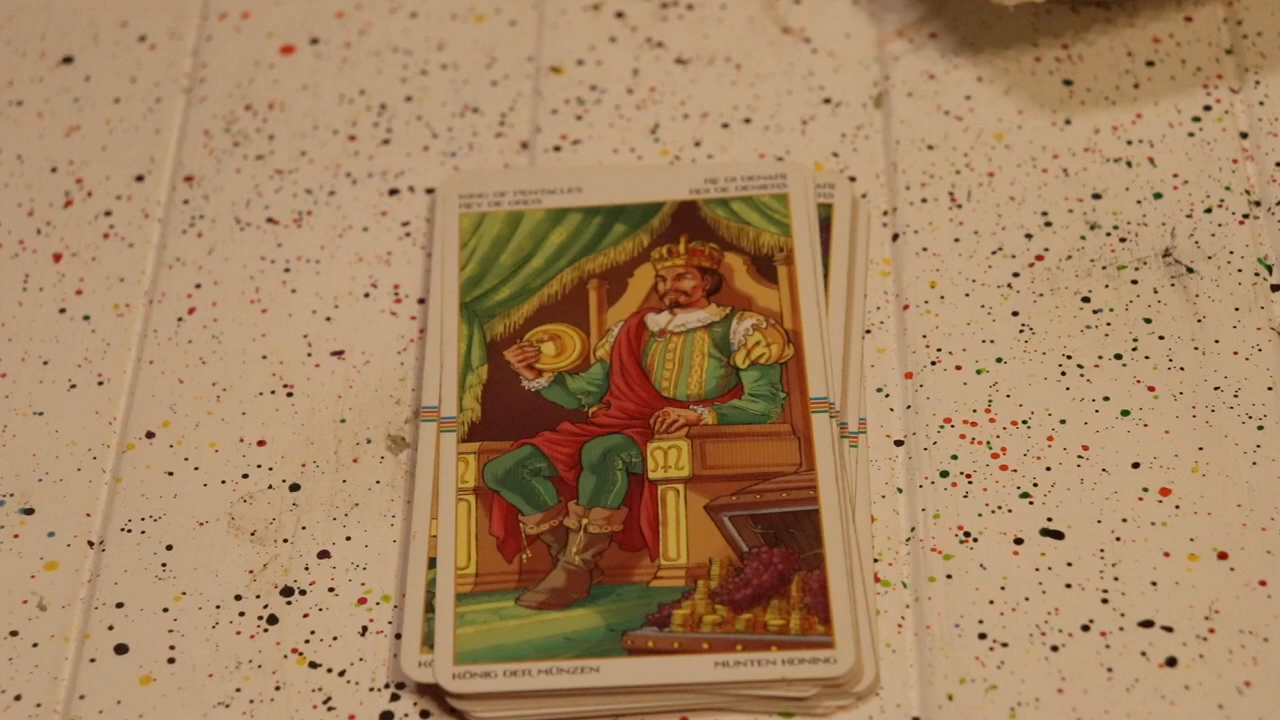 KING OF PENTACLES
REY DE OROS
RE DI DENARI
ROI DE DENIERS
KÖNIG DER MÜNZEN
MUNTEN KONING